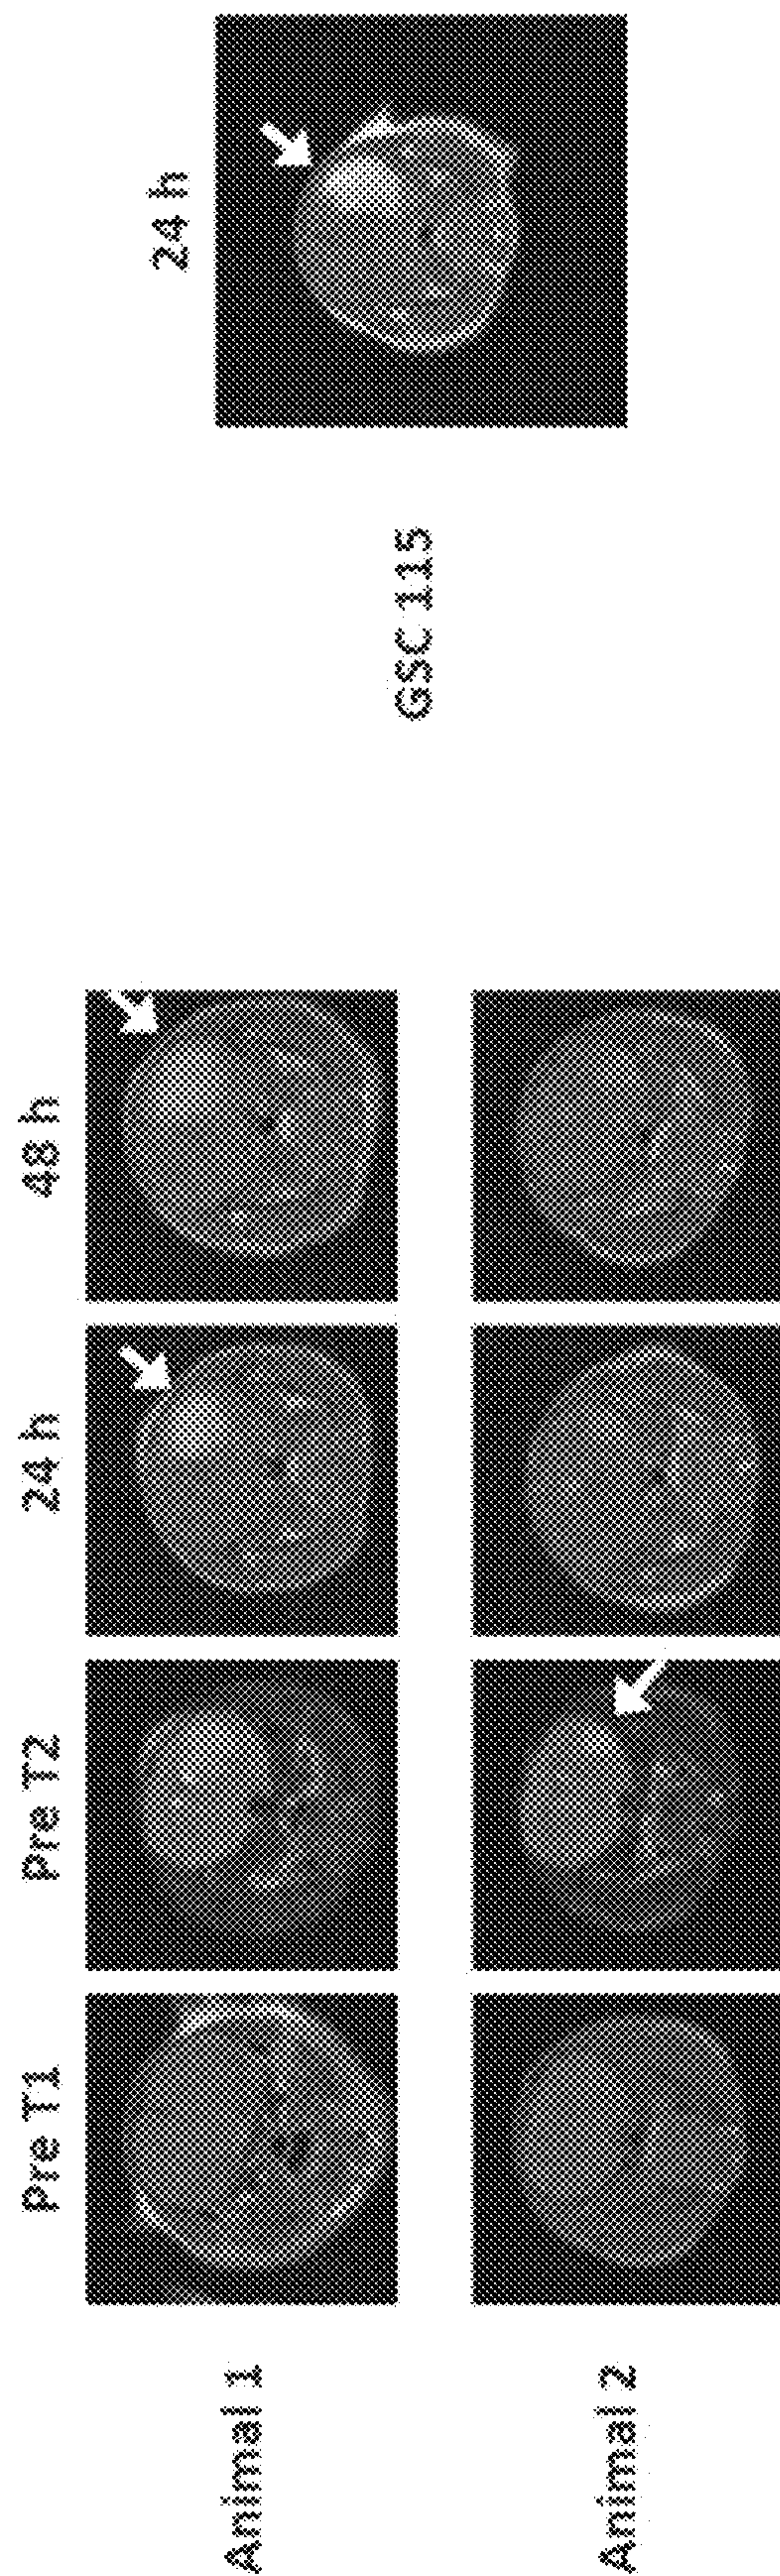 Pre T1
Pre T2
24 h
48 h
24 h
Animal 1
Animal 2
GSC 115